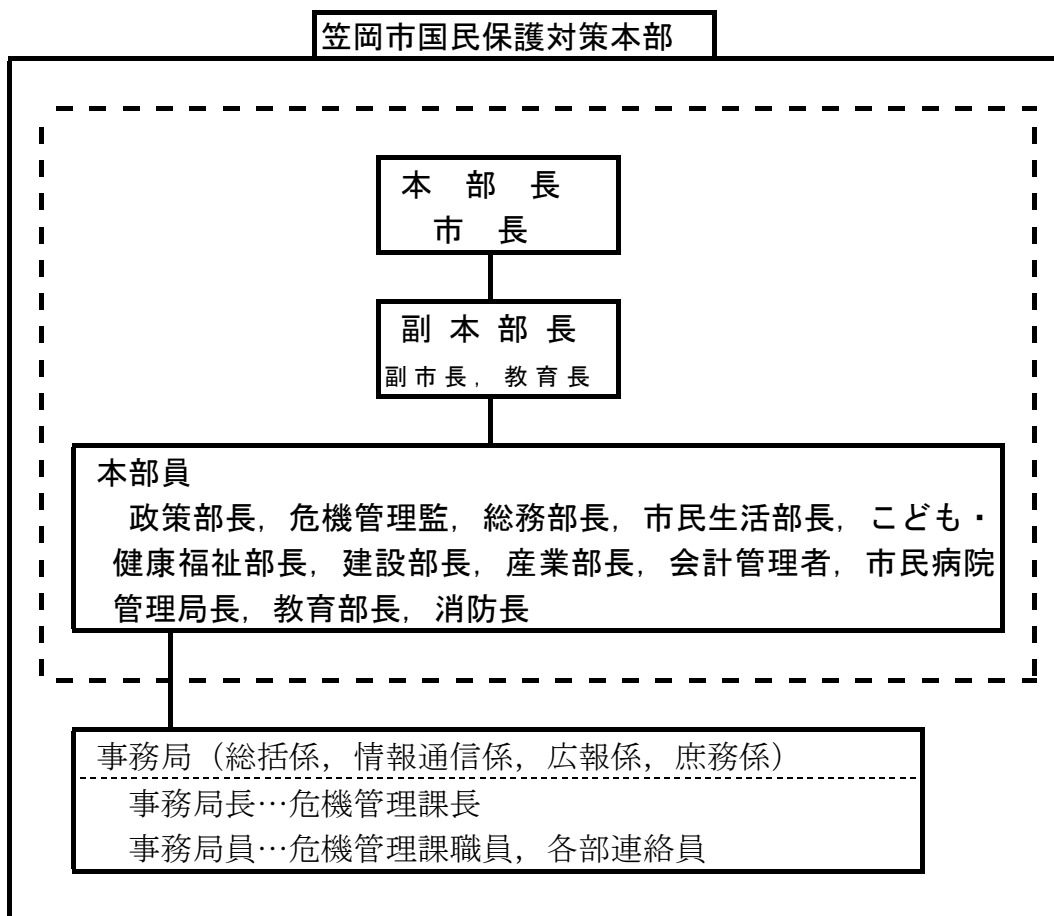 笠岡市国民保護対策本部
本 部 長
市 長
副 本 部 長
副市長，教育長
本部員
政策部長，危機管理監，総務部長，市民生活部長，こども・
健康福祉部長，建設部長，産業部長，会計管理者，市民病院
管理局長，教育部長，消防長
事務局（総括係，情報通信係，広報係，庶務係）
事務局長…危機管理課長
事務局員…危機管理課職員，各部連絡員